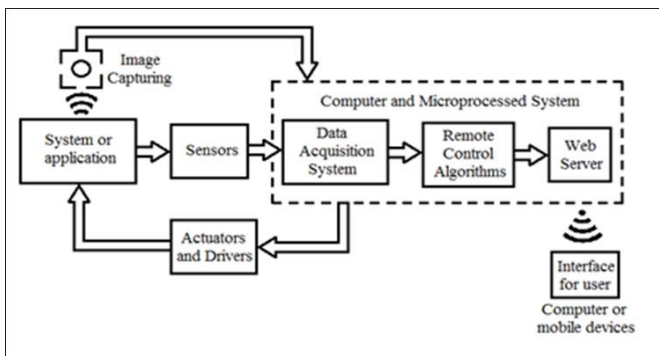 Image
Capturing
Computer and Microprocessed System
System or
application
Sensors
Data
Acquisition
System
Remote
Control
Algorithms
Web
Server
Actuators
and Drivers
Interface
for user
Computer or
mobile devices